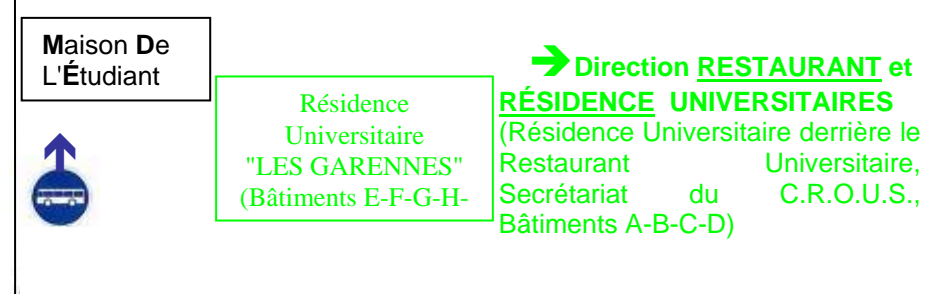 Maison De
L'Étudiant
Résidence
Universitaire
"LES GARENNES"
(Bâtiments E-F-G-H-
➔Direction RESTAURANT et
RÉSIDENCE UNIVERSITAIRES
(Résidence Universitaire derrière le
Restaurant Universitaire,
Secrétariat du C.R.O.U.S.,
Bâtiments A-B-C-D)